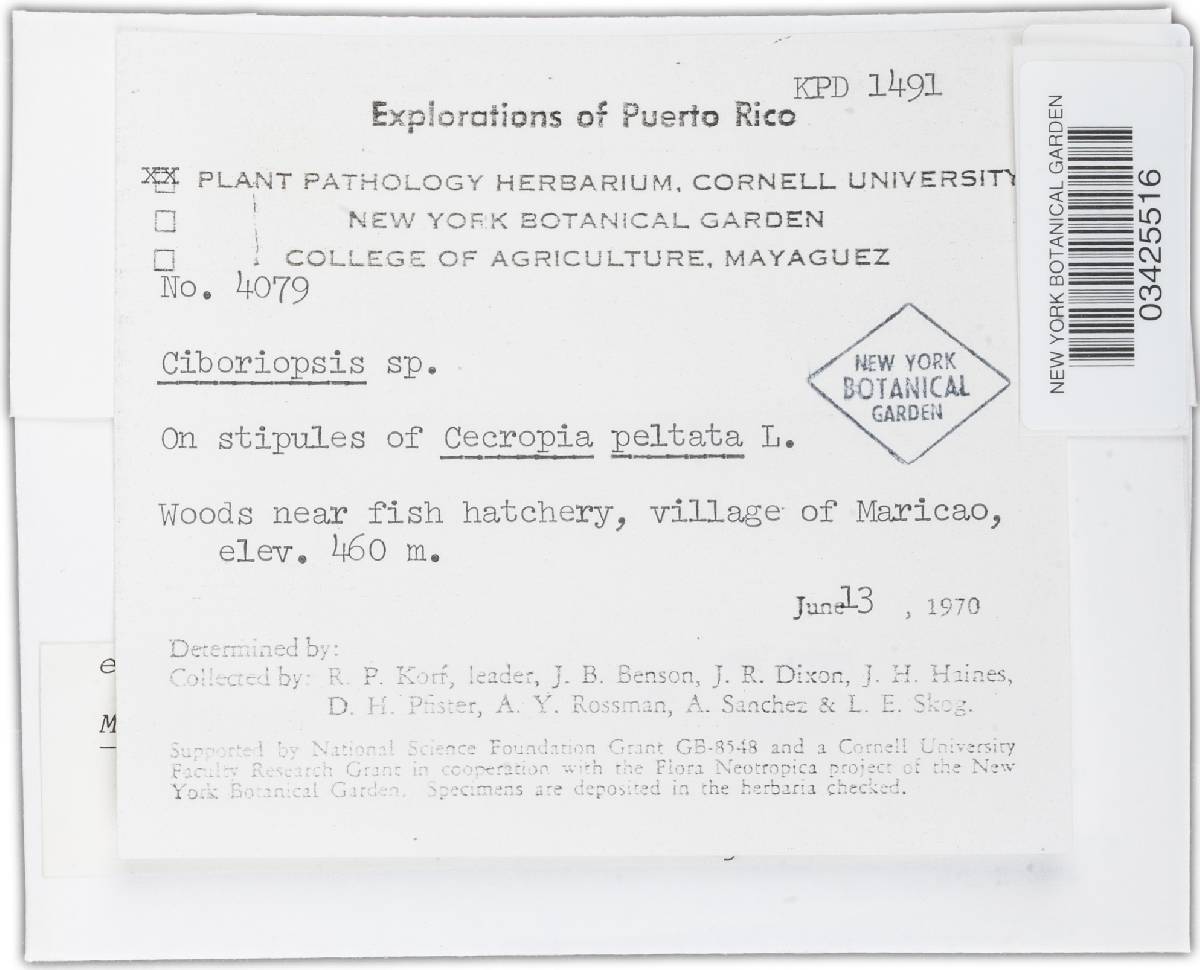 KPD 1491
Explorations of Puerto Rico
XX PLANT PATHOLOGY HERBARIUM, CORNELL UNIVERSITY
NEW YORK BOTANICAL GARDEN
COLLEGE OF AGRICULTURE, MAYAGUEZ
No. 4079
Ciboriopsis sp.
On stipules of Cecropia peltata L.
Woods near fish hatchery, village of Maricao,
elev. 460 m.
June 13 , 1970
Determined by:
Collected by: R. P. Korf, leader, J. B. Benson, J. R. Dixon, J. H. Haines,
D. H. Pfister, A. Y. Rossman, A. Sanchez & L. E. Skog.
Supported by National Science Foundation Grant GB-8548 and a Cornell University
Faculty Research Grant in cooperation with the Flora Neotropica project of the New
York Botanical Garden. Specimens are deposited in the herbaria checked.
NEW YORK
BOTANICAL
GARDEN
NEW YORK BOTANICAL GARDEN
03425516
e
M